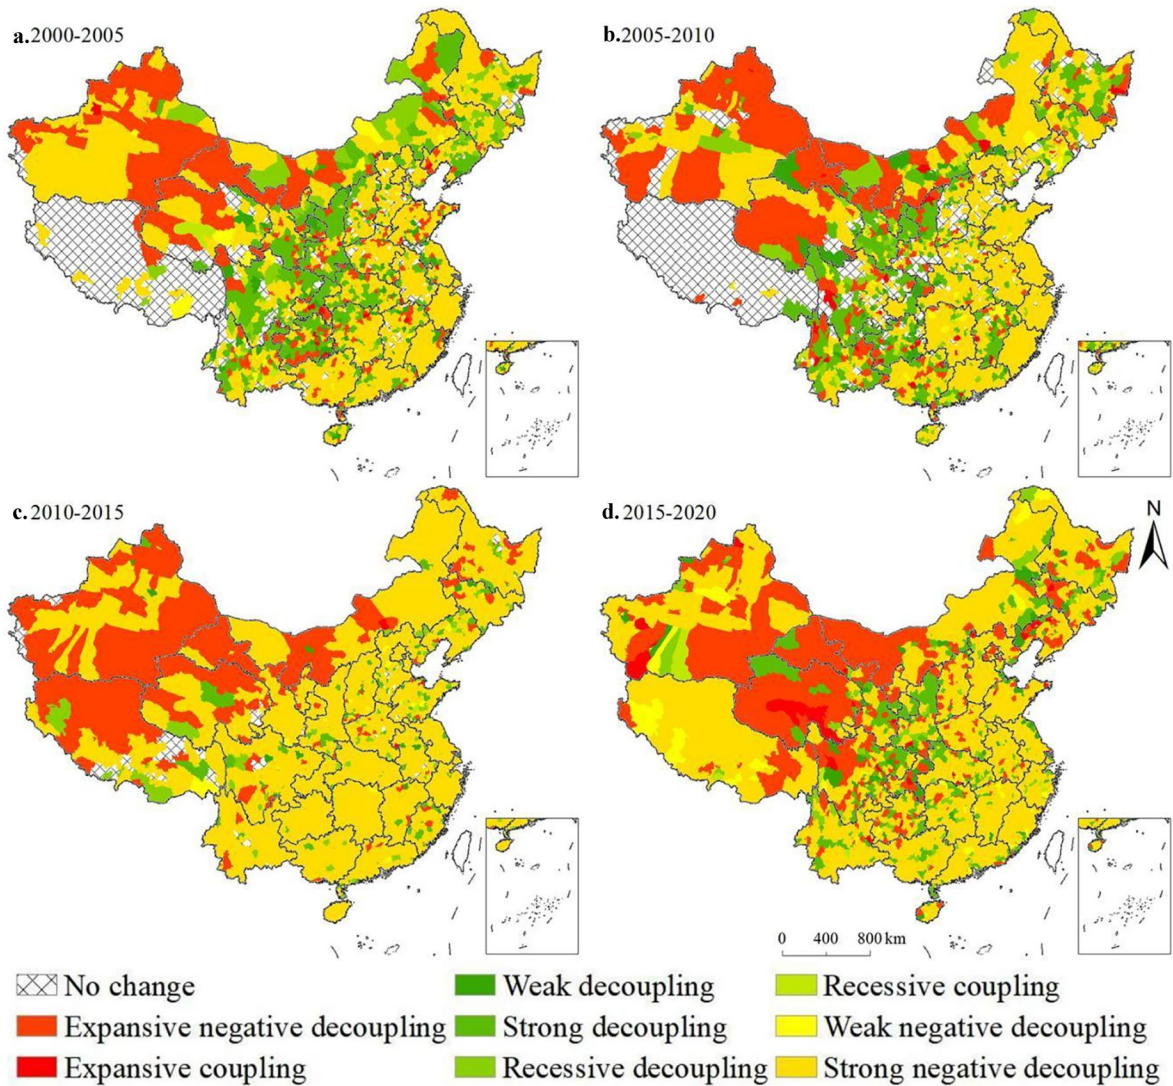 a.2000-2005
b.2005-2010
c.2010-2015
d.2015-2020
N
0 400 800 km
No change
Weak decoupling
Recessive coupling
Expansive negative decoupling
Strong decoupling
Weak negative decoupling
Expansive coupling
Recessive decoupling
Strong negative decoupling